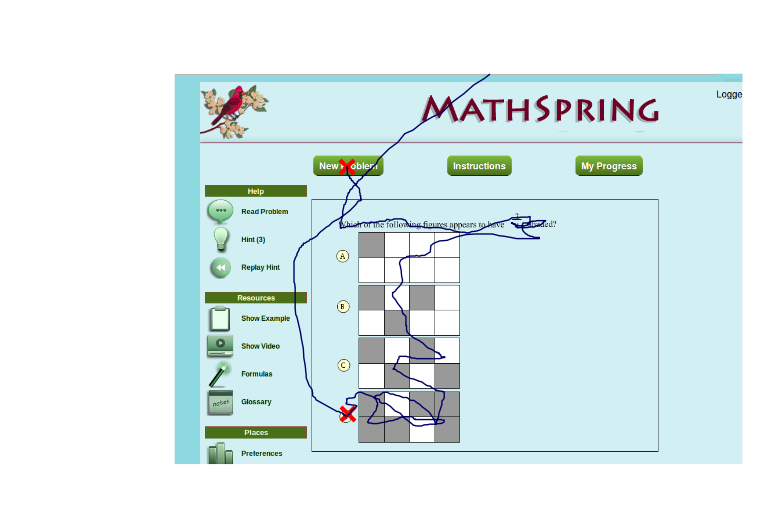 Logge
MATHSPRING
New Problem
Instructions
My Progress
Help
Read Problem
Hint (3)
Replay Hint
Resources
Show Example
Show Video
Formulas
notes
Glossary
Places
Preferences
Which of the following figures appears to have shaded?
A
B
C